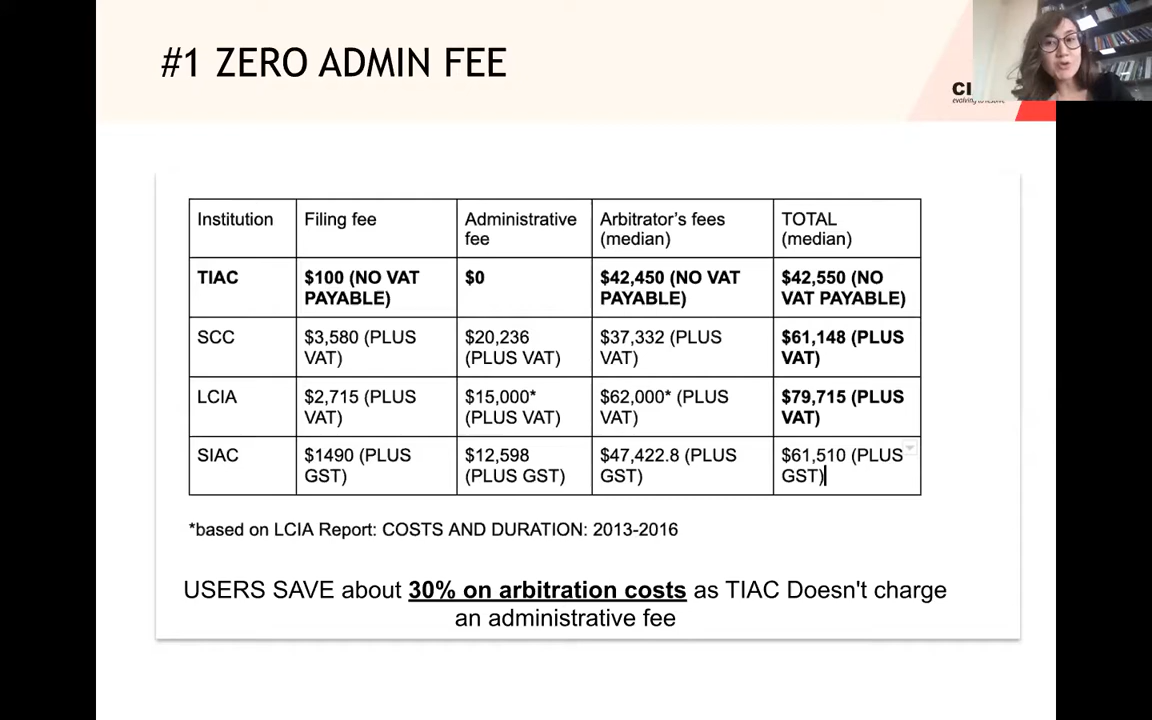 #1 ZERO ADMIN FEE
CI
Institution
Filing fee
Administrative
fee
Arbitrator's fees
(median)
TOTAL
(median)
TIAC
$100 (NO VAT
PAYABLE)
$0
$42,450 (NO VAT
PAYABLE)
$42,550 (NO
VAT PAYABLE)
SCC
$3,580 (PLUS
VAT)
$20,236
(PLUS VAT)
$37,332 (PLUS
VAT)
$61,148 (PLUS
VAT)
LCIA
$2,715 (PLUS
VAT)
$15,000*
(PLUS VAT)
$62,000* (PLUS
VAT)
$79,715 (PLUS
VAT)
SIAC
$1490 (PLUS
GST)
$12,598
(PLUS GST)
$47,422.8 (PLUS
GST)
$61,510 (PLUS
GST)
*based on LCIA Report: COSTS AND DURATION: 2013-2016
USERS SAVE about 30% on arbitration costs as TIAC Doesn't charge
an administrative fee